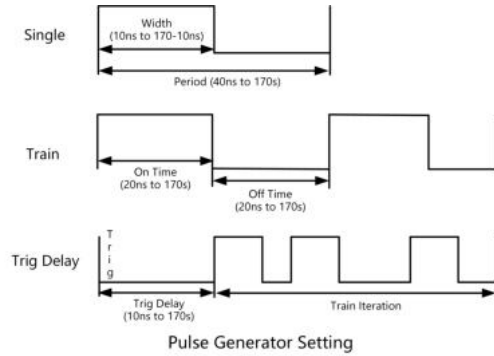 Single
Width
(10ns to 170-10ns)
Period (40ns to 170s)
Train
On Time
(20ns to 170s)
Off Time
(20ns to 170s)
Trig Delay
T
r
i
g
Trig Delay
(10ns to 170s)
Train Iteration
Pulse Generator Setting